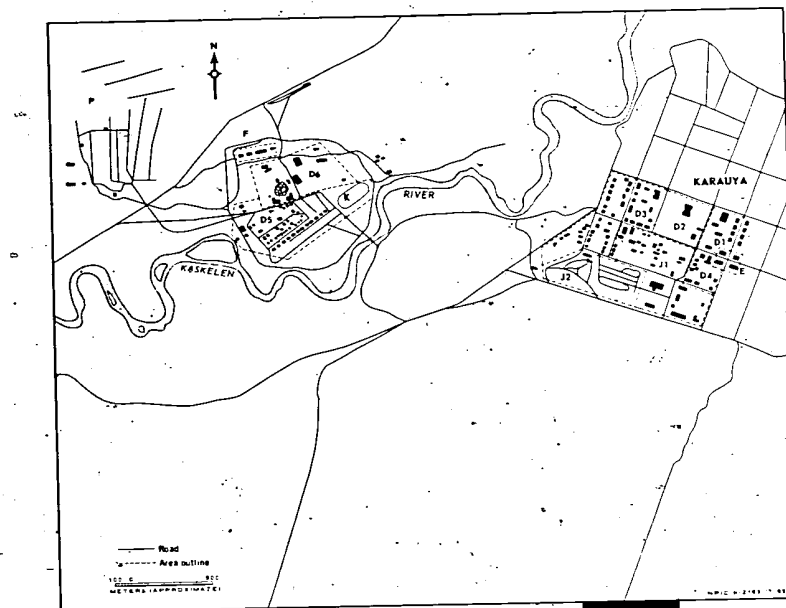 N
P
F
D6
K
D5
RIVER
KASKELEN
KARAUYA
D3
D2
D1
J1
D4
E
J2
Road
Area outline
METERS (APPROXIMATE)